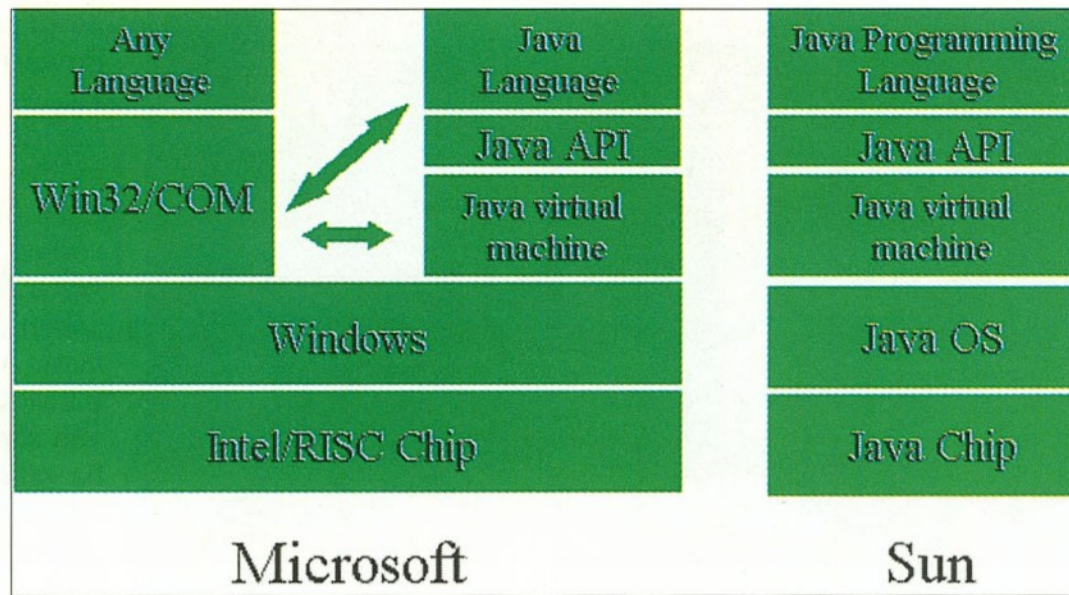 Any
Language
Win32/COM
Java
Language
Java API
Java virtual
machine
Windows
Intel/RISC Chip
Microsoft
Java Programming
Language
Java API
Java virtual
machine
Java OS
Java Chip
Sun